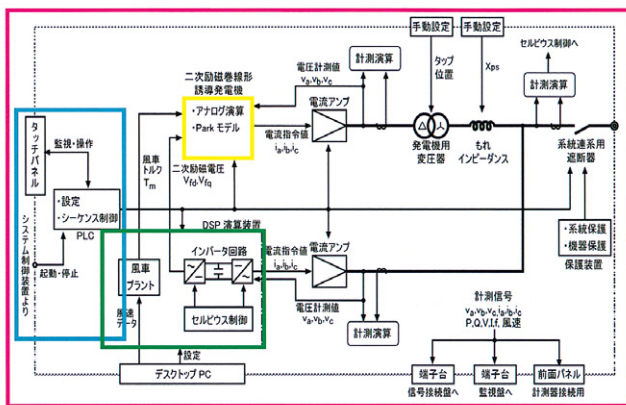 手動設定
手動設定
計測演算
セルビウス制御へ
電圧計測値
va,vb,vc
タップ
位置
Xps
計測演算
二次励磁巻線形
誘導発電機
・アナログ演算
・Parkモデル
電流アンプ
電流指令値
ia,ib,ic
発電機用
変圧器
もれ
インピーダンス
系統連系用
遮断器
タッチパネル
監視・操作
風車
トルク
Tm
二次励磁電圧
Vfd,Vfq
・設定
・シーケンス制御
PLC
DSP 演算装置
システム制御装置より
起動・停止
風車
プラント
インバータ回路
電流指令値
ia,ib,ic
電流アンプ
・系統保護
・機器保護
保護装置
セルビウス制御
電圧計測値
va,vb,vc
計測演算
風速
データ
設定
計測信号
va,vb,vc,ia,ib,ic
P,Q,V,I,f,風速
デスクトップ PC
端子台
端子台
前面パネル
信号接続盤へ
監視盤へ
計測器接続用